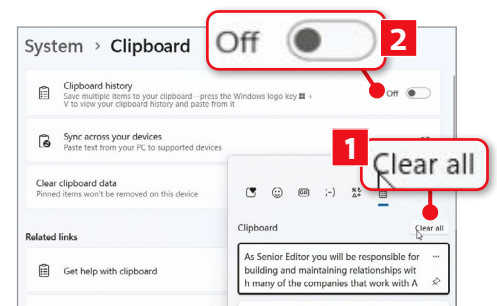 System > Clipboard
Off
2
Clipboard history
Save multiple items to your clipboard—press the Windows logo key +
V to view your clipboard history and paste from it
Off
Sync across your devices
Paste text from your PC to supported devices
1
Clear all
Clear clipboard data
Pinned items won't be removed on this device
GIF
;-)
Clipboard
Clear all
Related links
As Senior Editor you will be responsible for
building and maintaining relationships wit
h many of the companies that work with A
Get help with clipboard